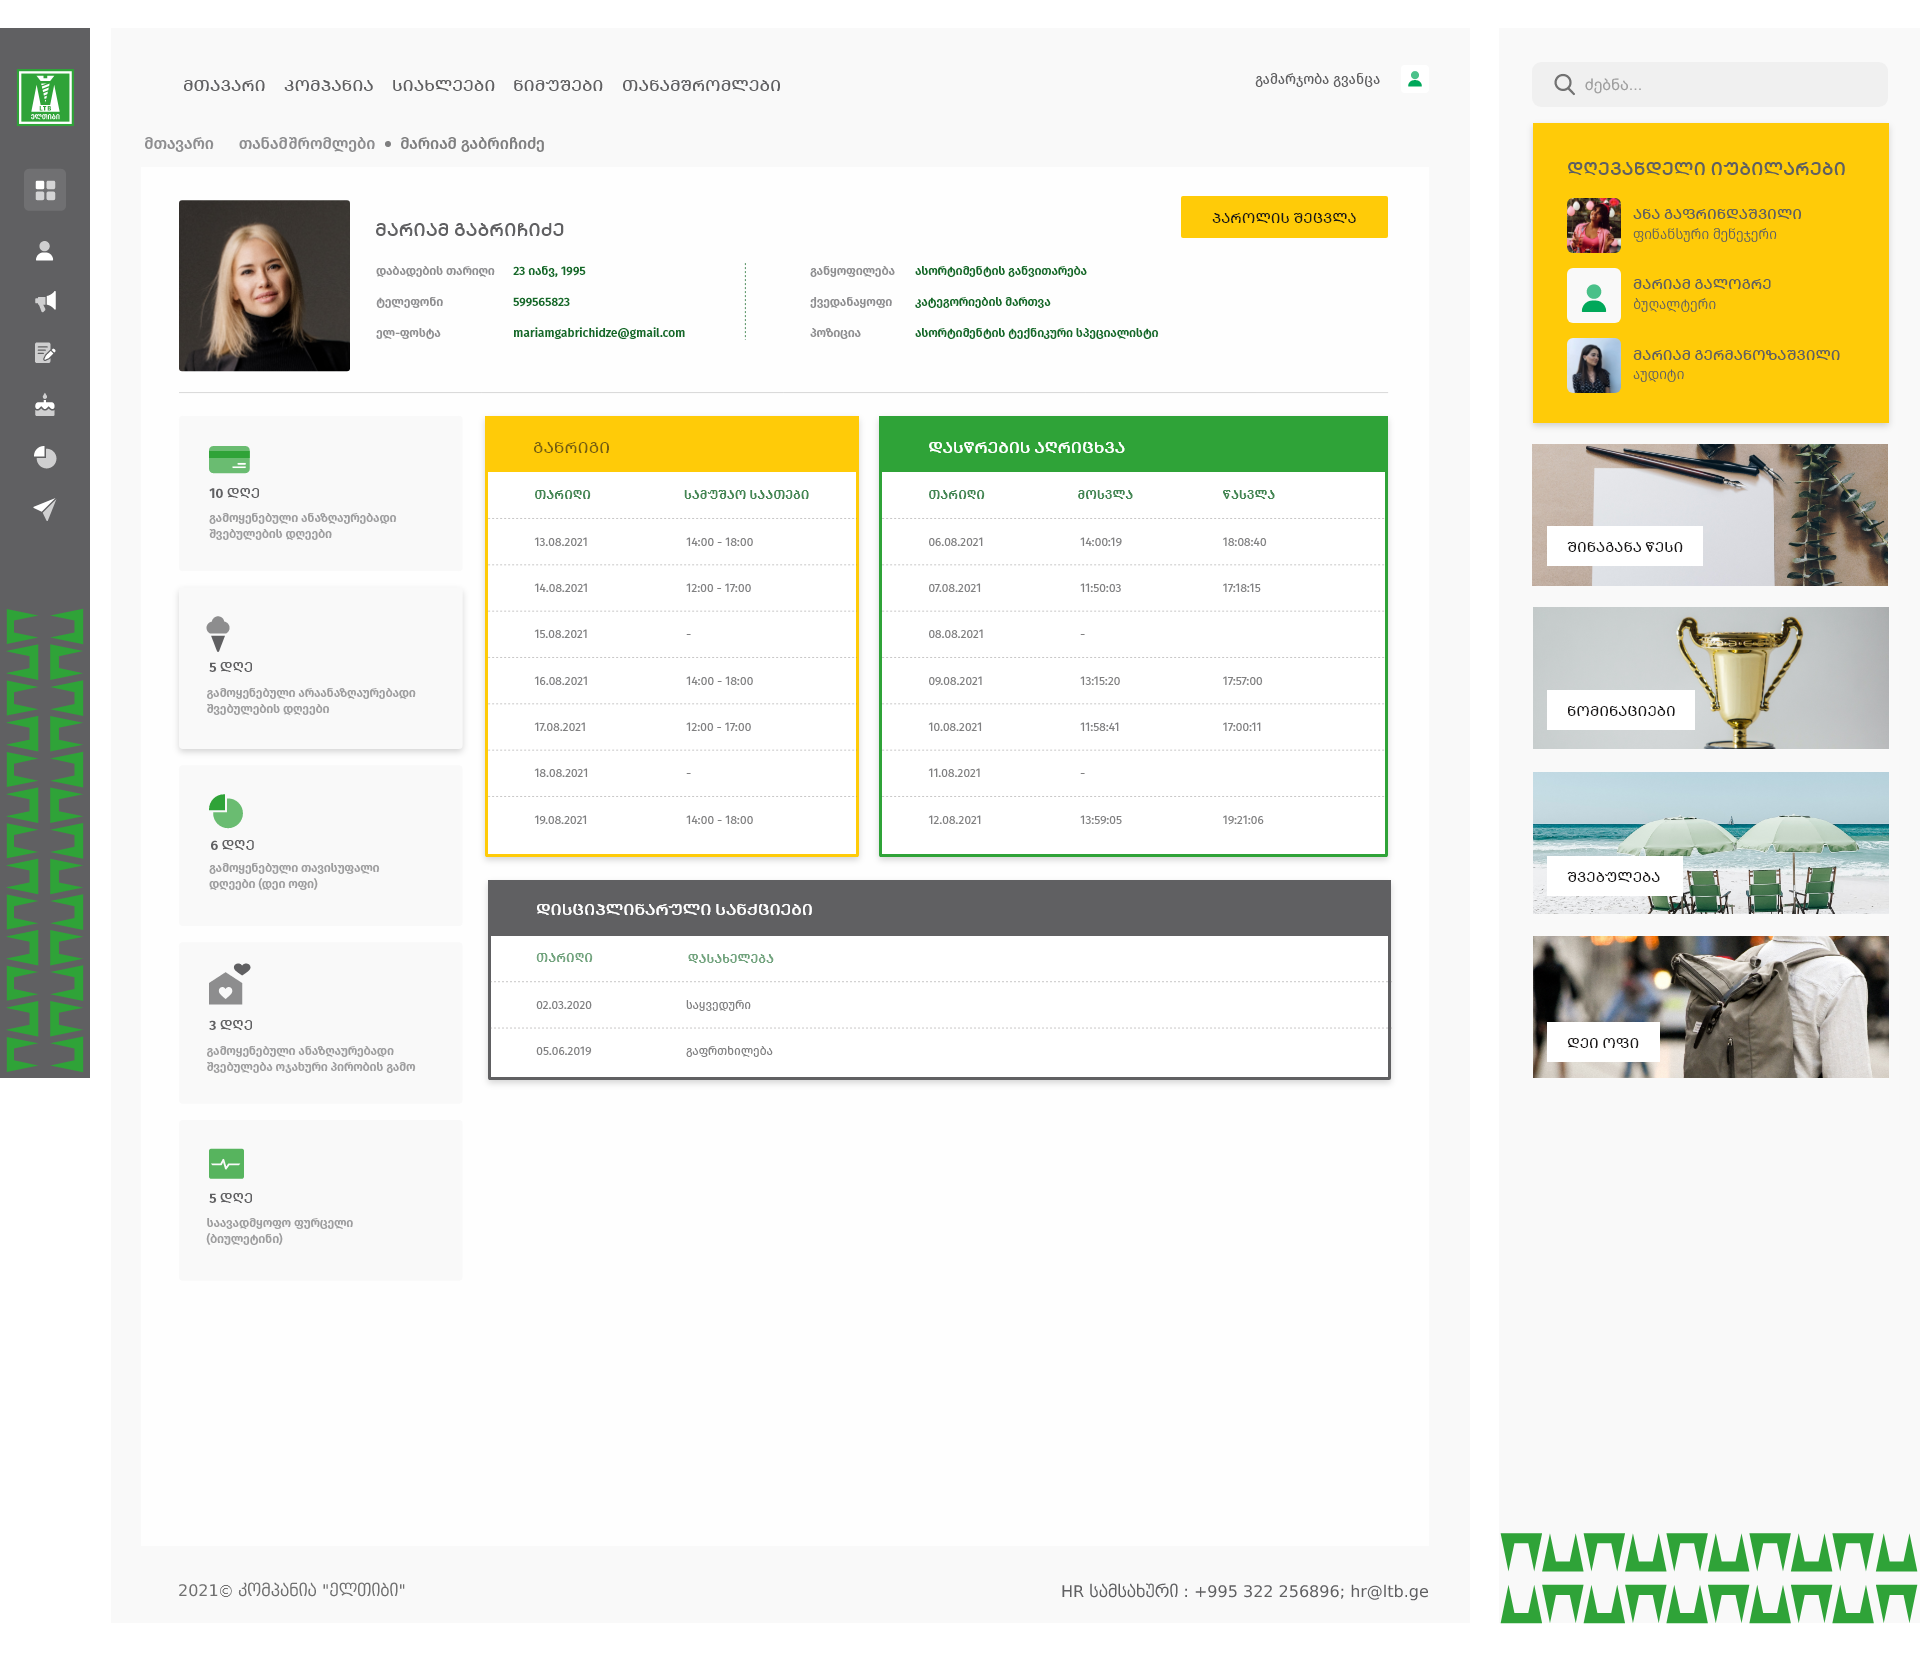 LTB
ელთიბი
მთავარი კომპანია სიახლეები ნიმუშები თანამშრომლები
გამარჯობა გვანცა
ძებნა...
მთავარი თანამშრომლები • მარიამ გაბრიჩიძე
მარიამ გაბრიჩიძე
პაროლის შეცვლა
დაბადების თარიღი 23 იანვ, 1995
ტელეფონი 599565823
ელ-ფოსტა mariamgabrichidze@gmail.com
განყოფილება ასორტიმენტის განვითარება
ქვედანაყოფი კატეგორიების მართვა
პოზიცია ასორტიმენტის ტექნიკური სპეციალისტი
10 დღე
გამოყენებული ანაზღაურებადი
შვებულების დღეები
5 დღე
გამოყენებული არაანაზღაურებადი
შვებულების დღეები
6 დღე
გამოყენებული თავისუფალი
დღეები (დეი ოფი)
3 დღე
გამოყენებული ანაზღაურებადი
შვებულება ოჯახური პირობის გამო
5 დღე
საავადმყოფო ფურცელი
(ბიულეტინი)
განრიგი
თარიღი სამუშაო საათები
13.08.2021 14:00 - 18:00
14.08.2021 12:00 - 17:00
15.08.2021 -
16.08.2021 14:00 - 18:00
17.08.2021 12:00 - 17:00
18.08.2021 -
19.08.2021 14:00 - 18:00
დასწრების აღრიცხვა
თარიღი მოსვლა წასვლა
06.08.2021 14:00:19 18:08:40
07.08.2021 11:50:03 17:18:15
08.08.2021 -
09.08.2021 13:15:20 17:57:00
10.08.2021 11:58:41 17:00:11
11.08.2021 -
12.08.2021 13:59:05 19:21:06
დისციპლინარული სანქციები
თარიღი დასახელება
02.03.2020 საყვედური
05.06.2019 გაფრთხილება
დღევანდელი იუბილარები
ანა გაფრინდაშვილი
ფინანსური მენეჯერი
მარიამ გალოგრე
ბუღალტერი
მარიამ გერმანოზაშვილი
აუდიტი
შინაგანა წესი
ნომინაციები
შვებულება
დეი ოფი
2021© კომპანია "ელთიბი"
HR სამსახური : +995 322 256896; hr@ltb.ge